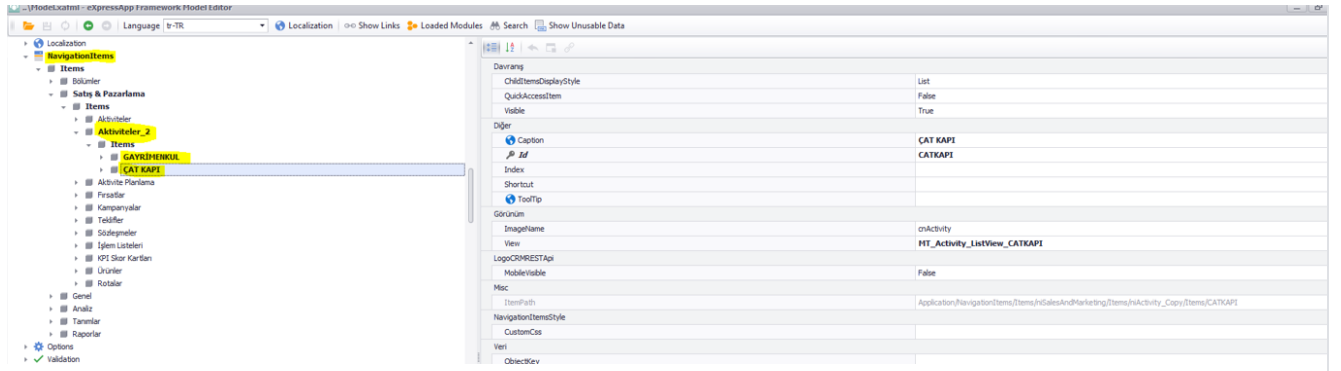 ..\Model.xafml - eXpressApp Framework Model Editor
Language tr-TR Localization Show Links Loaded Modules Search Show Unusable Data
Localization
NavigationItems
Items
Bölümler
Satış & Pazarlama
Items
Aktiviteler
Aktiviteler_2
Items
GAYRİMENKUL
ÇAT KAPI
Aktivite Planlama
Fırsatlar
Kampanyalar
Teklifler
Sözleşmeler
İşlem Listeleri
KPI Skor Kartları
Ürünler
Rotalar
Genel
Analiz
Tanımlar
Raporlar
Options
Validation
Davranış
ChildItemsDisplayStyle List
QuickAccessItem False
Visible True
Diğer
Caption ÇAT KAPI
Id CATKAPI
Index
Shortcut
ToolTip
Görünüm
ImageName cnActivity
View MT_Activity_ListView_CATKAPI
LogoCRMRESTApi
MobileVisible False
Misc
ItemPath Application/NavigationItems/Items/niSalesAndMarketing/Items/niActivity_Copy/Items/CATKAPI
NavigationItemsStyle
CustomCss
Veri
ObjectKey